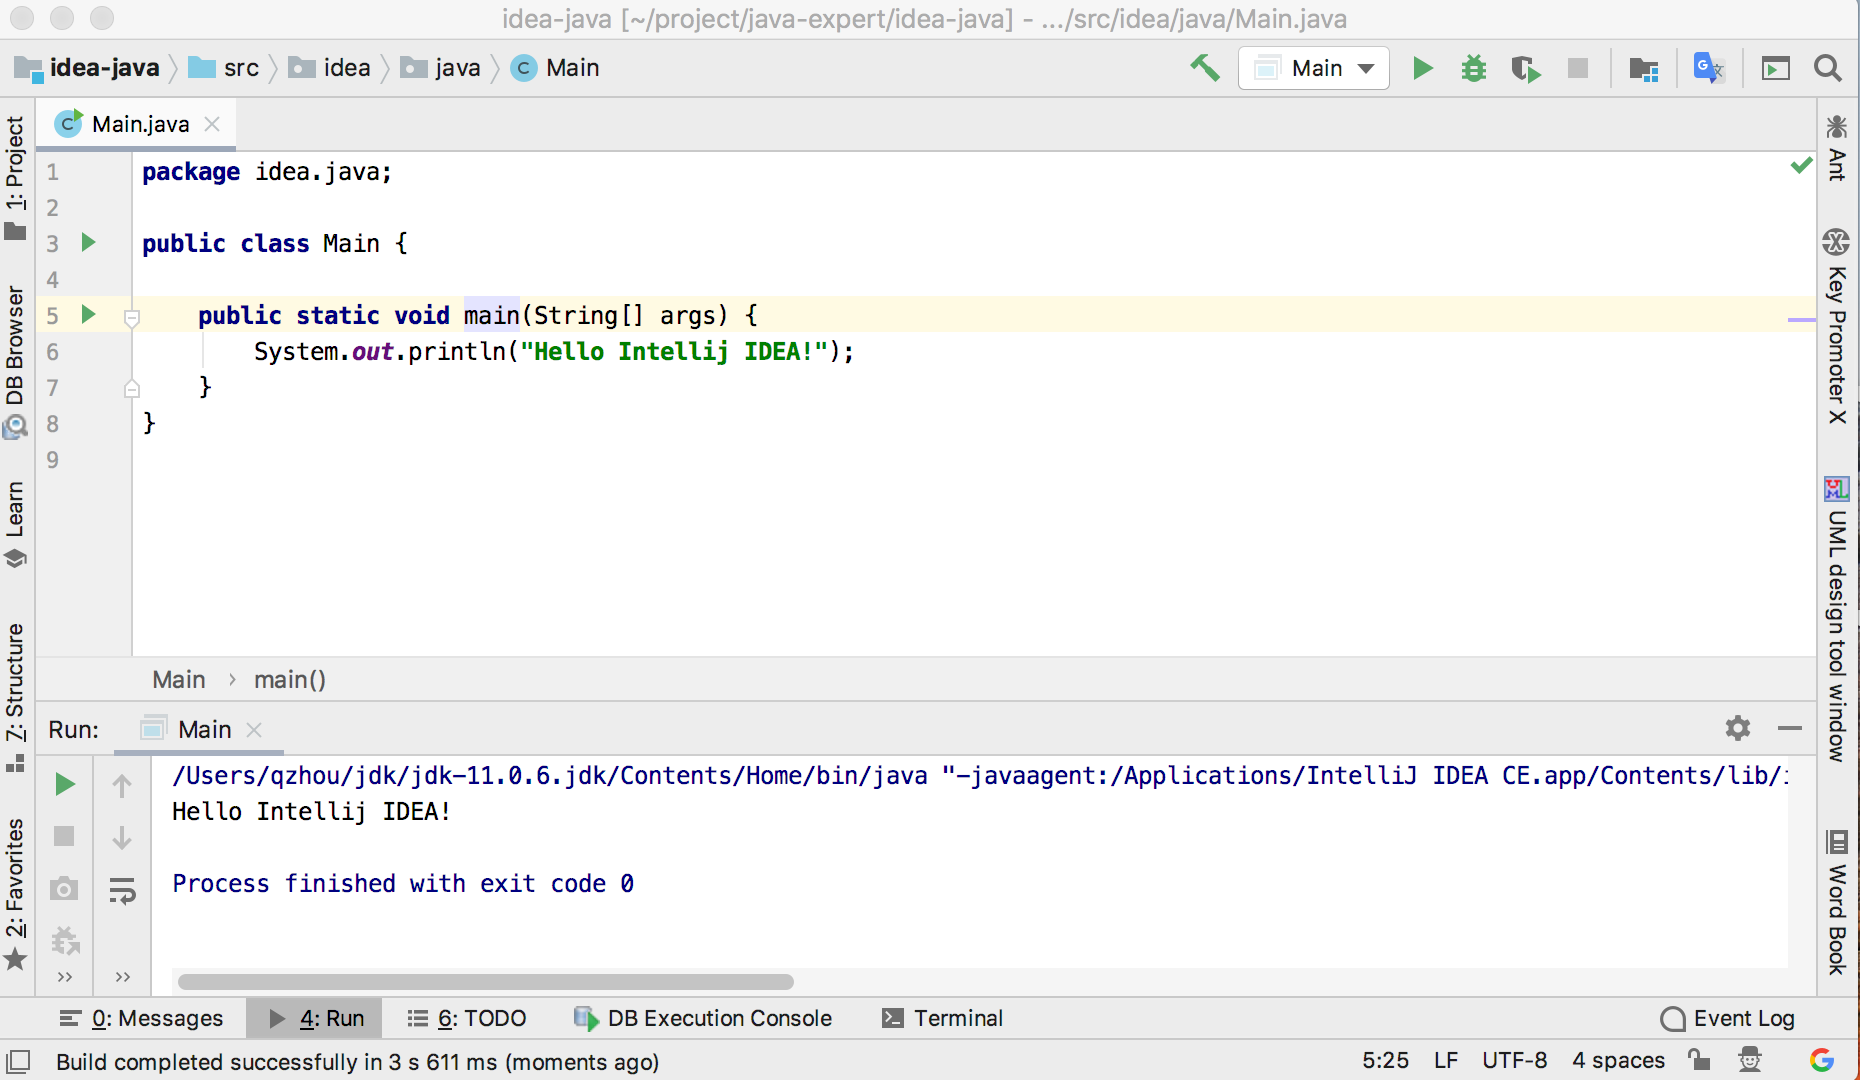 idea-java [~/project/java-expert/idea-java] - .../src/idea/java/Main.java
idea-java src idea java Main
Main
Main.java
1 package idea.java;
2
3 public class Main {
4
5 public static void main(String[] args) {
6 System.out.println("Hello Intellij IDEA!");
7 }
8 }
9
Main › main()
1: Project
DB Browser
Learn
7: Structure
2: Favorites
Ant
Key Promoter X
UML design tool window
Word Book
Run: Main
/Users/qzhou/jdk/jdk-11.0.6.jdk/Contents/Home/bin/java "-javaagent:/Applications/IntelliJ IDEA CE.app/Contents/lib/
Hello Intellij IDEA!
Process finished with exit code 0
0: Messages 4: Run 6: TODO DB Execution Console Terminal Event Log
Build completed successfully in 3 s 611 ms (moments ago) 5:25 LF UTF-8 4 spaces